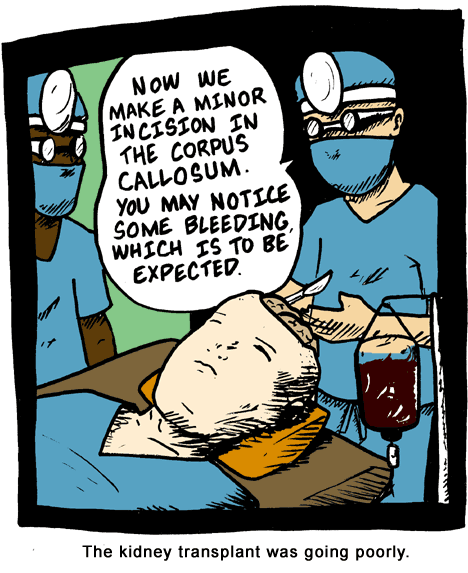 NOW WE
MAKE A MINOR
INCISION IN
THE CORPUS
CALLOSUM.
YOU MAY NOTICE
SOME BLEEDING,
WHICH IS TO BE
EXPECTED.
The kidney transplant was going poorly.